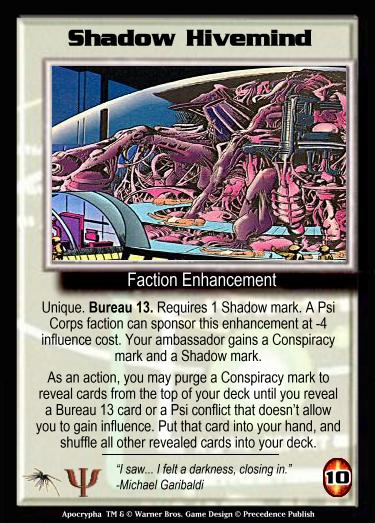 Shadow Hivemind
Faction Enhancement
Unique. Bureau 13. Requires 1 Shadow mark. A Psi
Corps faction can sponsor this enhancement at -4
influence cost. Your ambassador gains a Conspiracy
mark and a Shadow mark.
As an action, you may purge a Conspiracy mark to
reveal cards from the top of your deck until you reveal
a Bureau 13 card or a Psi conflict that doesn't allow
you to gain influence. Put that card into your hand, and
shuffle all other revealed cards into your deck.
"I saw... I felt a darkness, closing in."
-Michael Garibaldi
10
Apocrypha TM & © Warner Bros. Game Design © Precedence Publish